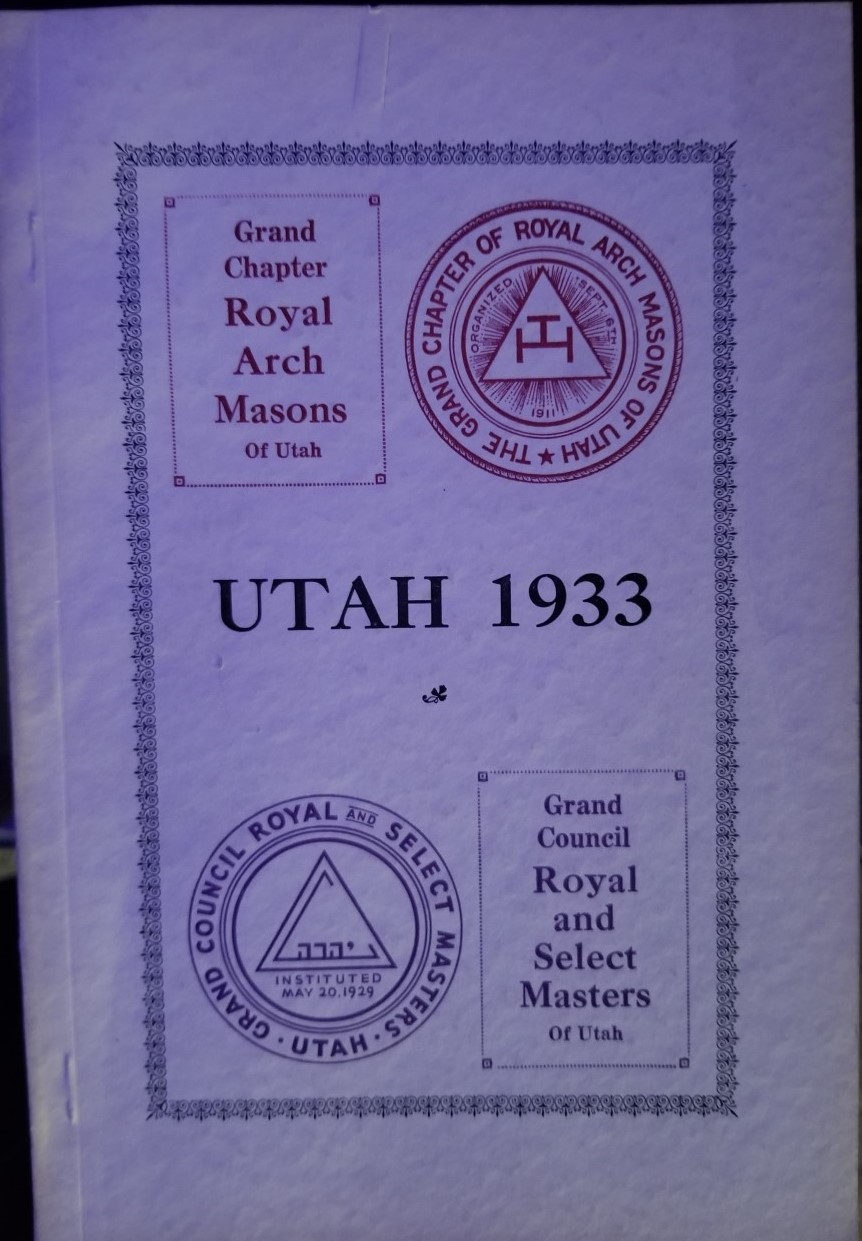 Grand
Chapter
Royal
Arch
Masons
Of Utah
THE GRAND CHAPTER OF ROYAL ARCH MASONS OF UTAH ★
ORGANIZED SEPT. 6TH
1911
UTAH 1933
GRAND COUNCIL ROYAL AND SELECT MASTERS · UTAH ·
INSTITUTED
MAY 20.1929
Grand
Council
Royal
and
Select
Masters
Of Utah